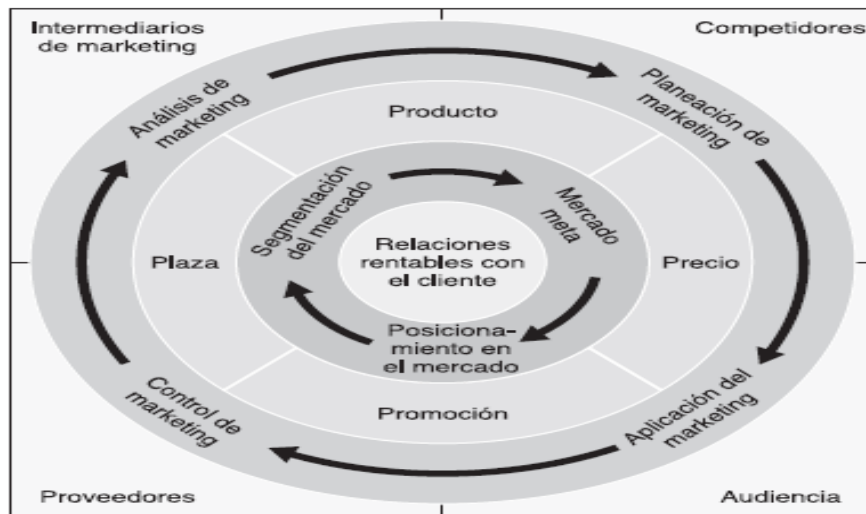 Intermediarios
de marketing
Competidores
Análisis de
marketing
Planeación de
marketing
Producto
Segmentación
del mercado
Mercado
meta
Plaza
Relaciones
rentables con
el cliente
Precio
Posiciona-
miento en
el mercado
Promoción
Control de
marketing
Aplicación del
marketing
Proveedores
Audiencia